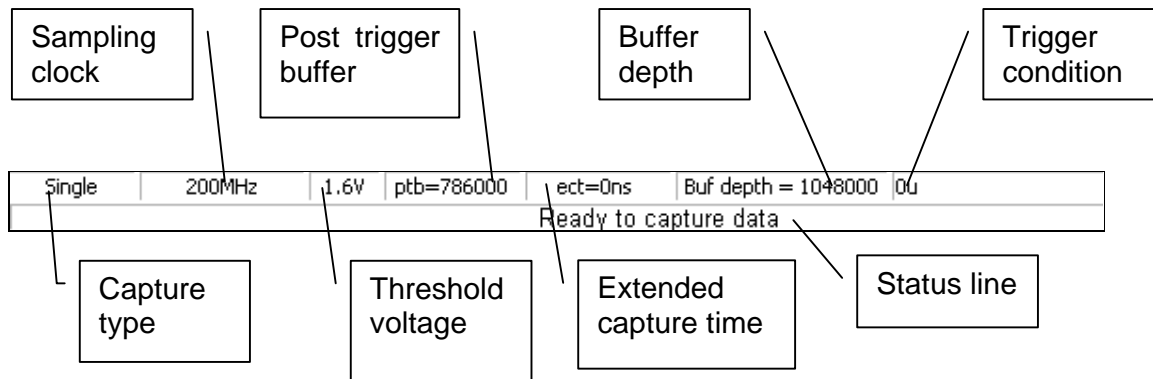 Sampling
clock
Post trigger
buffer
Buffer
depth
Trigger
condition
Single 200MHz 1.6V ptb=786000 ect=0ns Buf depth = 1048000 0u
Ready to capture data
Capture
type
Threshold
voltage
Extended
capture time
Status line